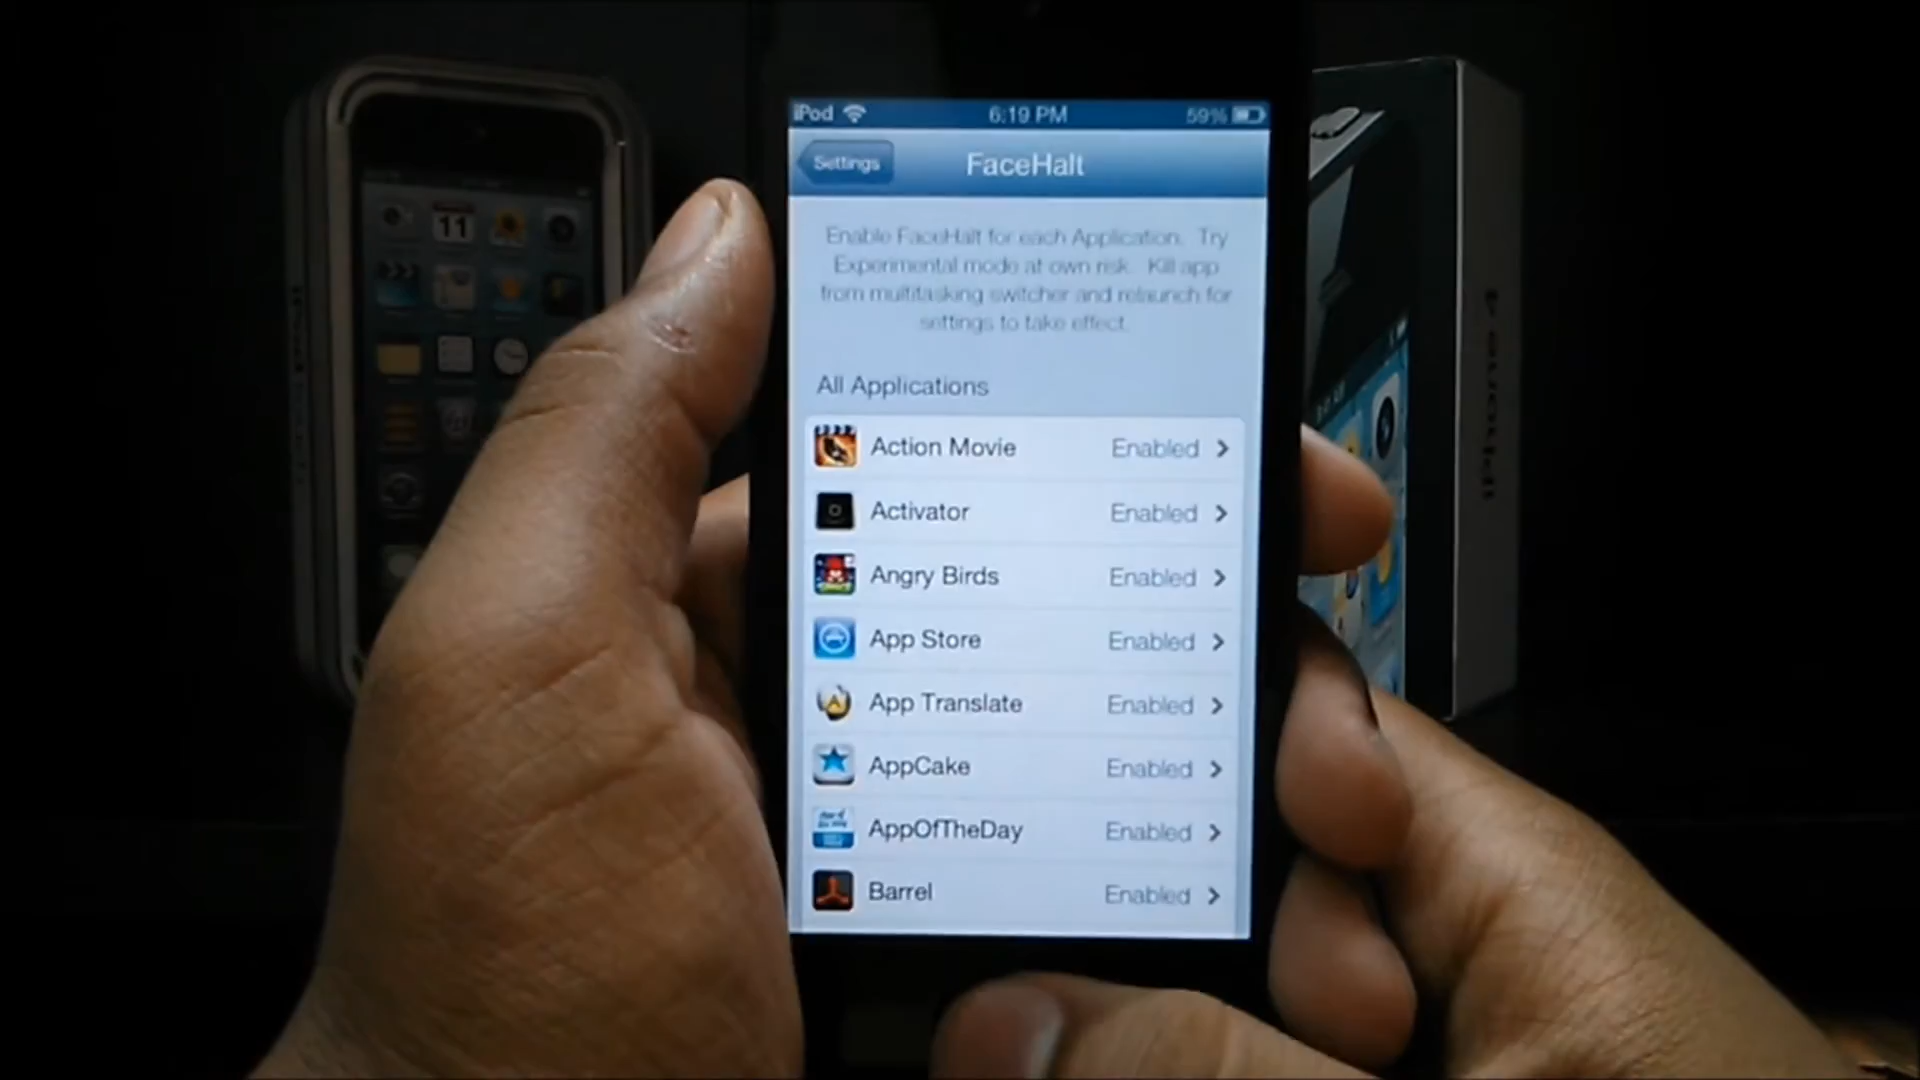 iPod 6:19 PM 59%
Settings FaceHalt
Enable FaceHalt for each Application. Try
Experimental mode at own risk. Kill app
from multitasking switcher and relaunch for
settings to take effect.
All Applications
Action Movie Enabled
Activator Enabled
Angry Birds Enabled
App Store Enabled
App Translate Enabled
AppCake Enabled
AppOfTheDay Enabled
Barrel Enabled
11